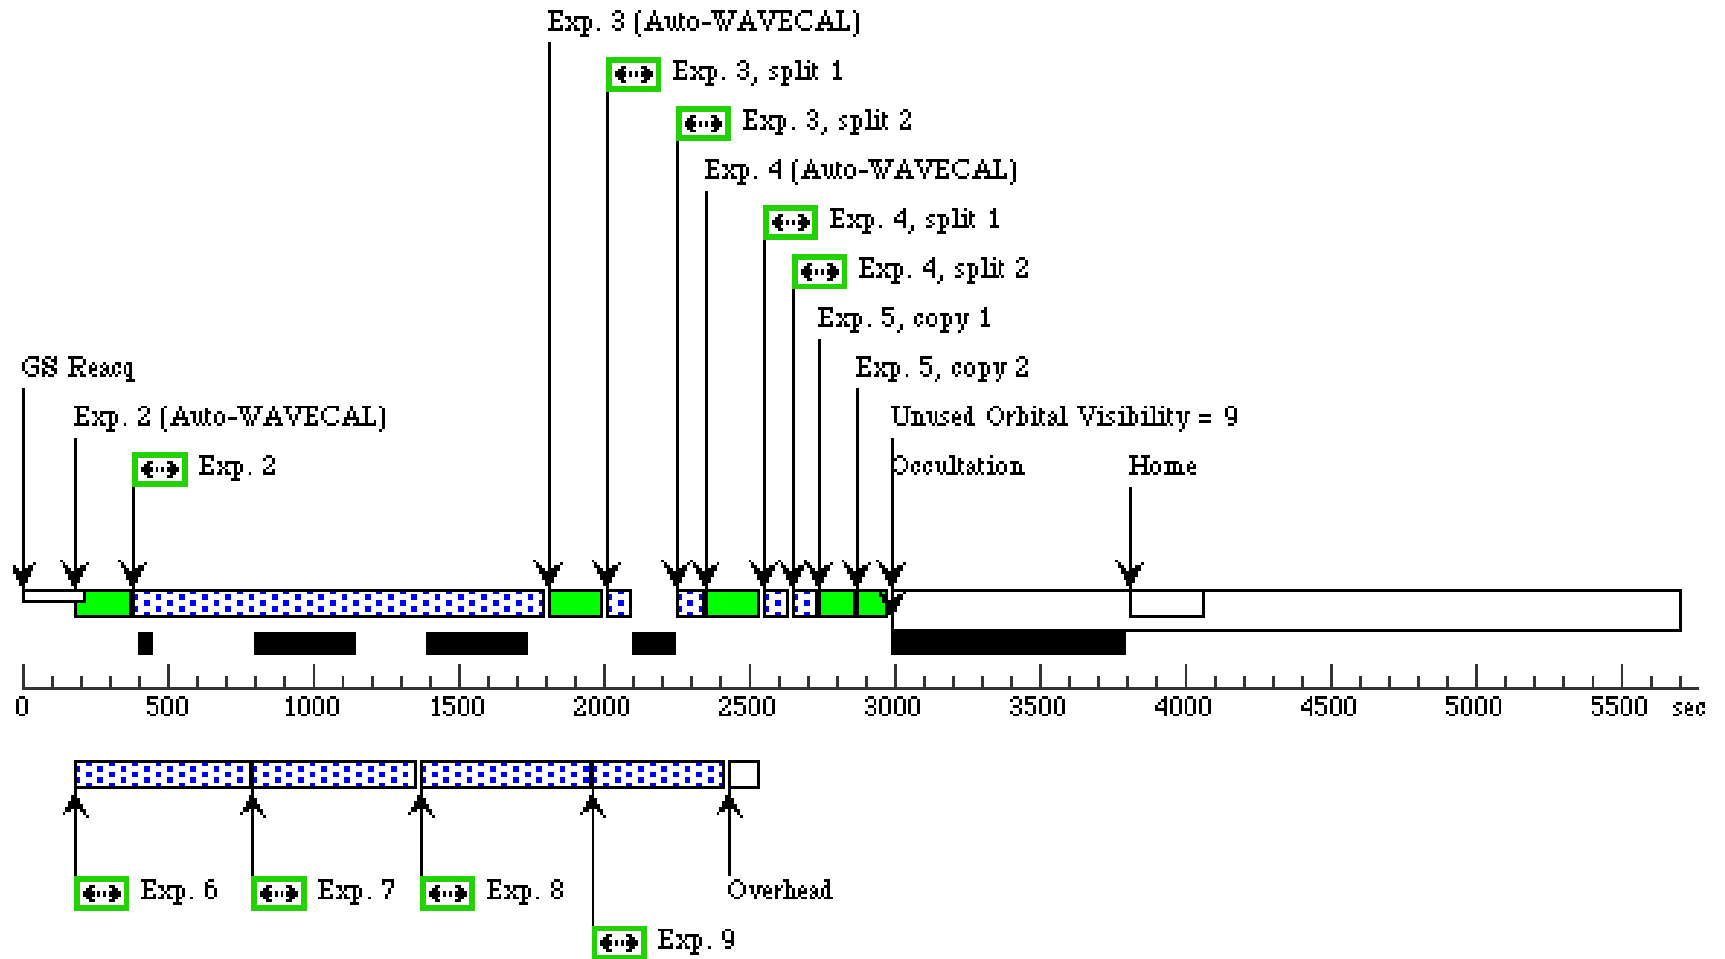 Exp. 3 (Auto-WAVECAL)
Exp. 3, split 1
Exp. 3, split 2
Exp. 4 (Auto-WAVECAL)
Exp. 4, split 1
Exp. 4, split 2
Exp. 5, copy 1
GS Reacq
Exp. 5, copy 2
Exp. 2 (Auto-WAVECAL)
Unused Orbital Visibility = 9
Exp. 2
Occultation
Home
0 500 1000 1500 2000 2500 3000 3500 4000 4500 5000 5500 sec
Exp. 6
Exp. 7
Exp. 8
Overhead
Exp. 9